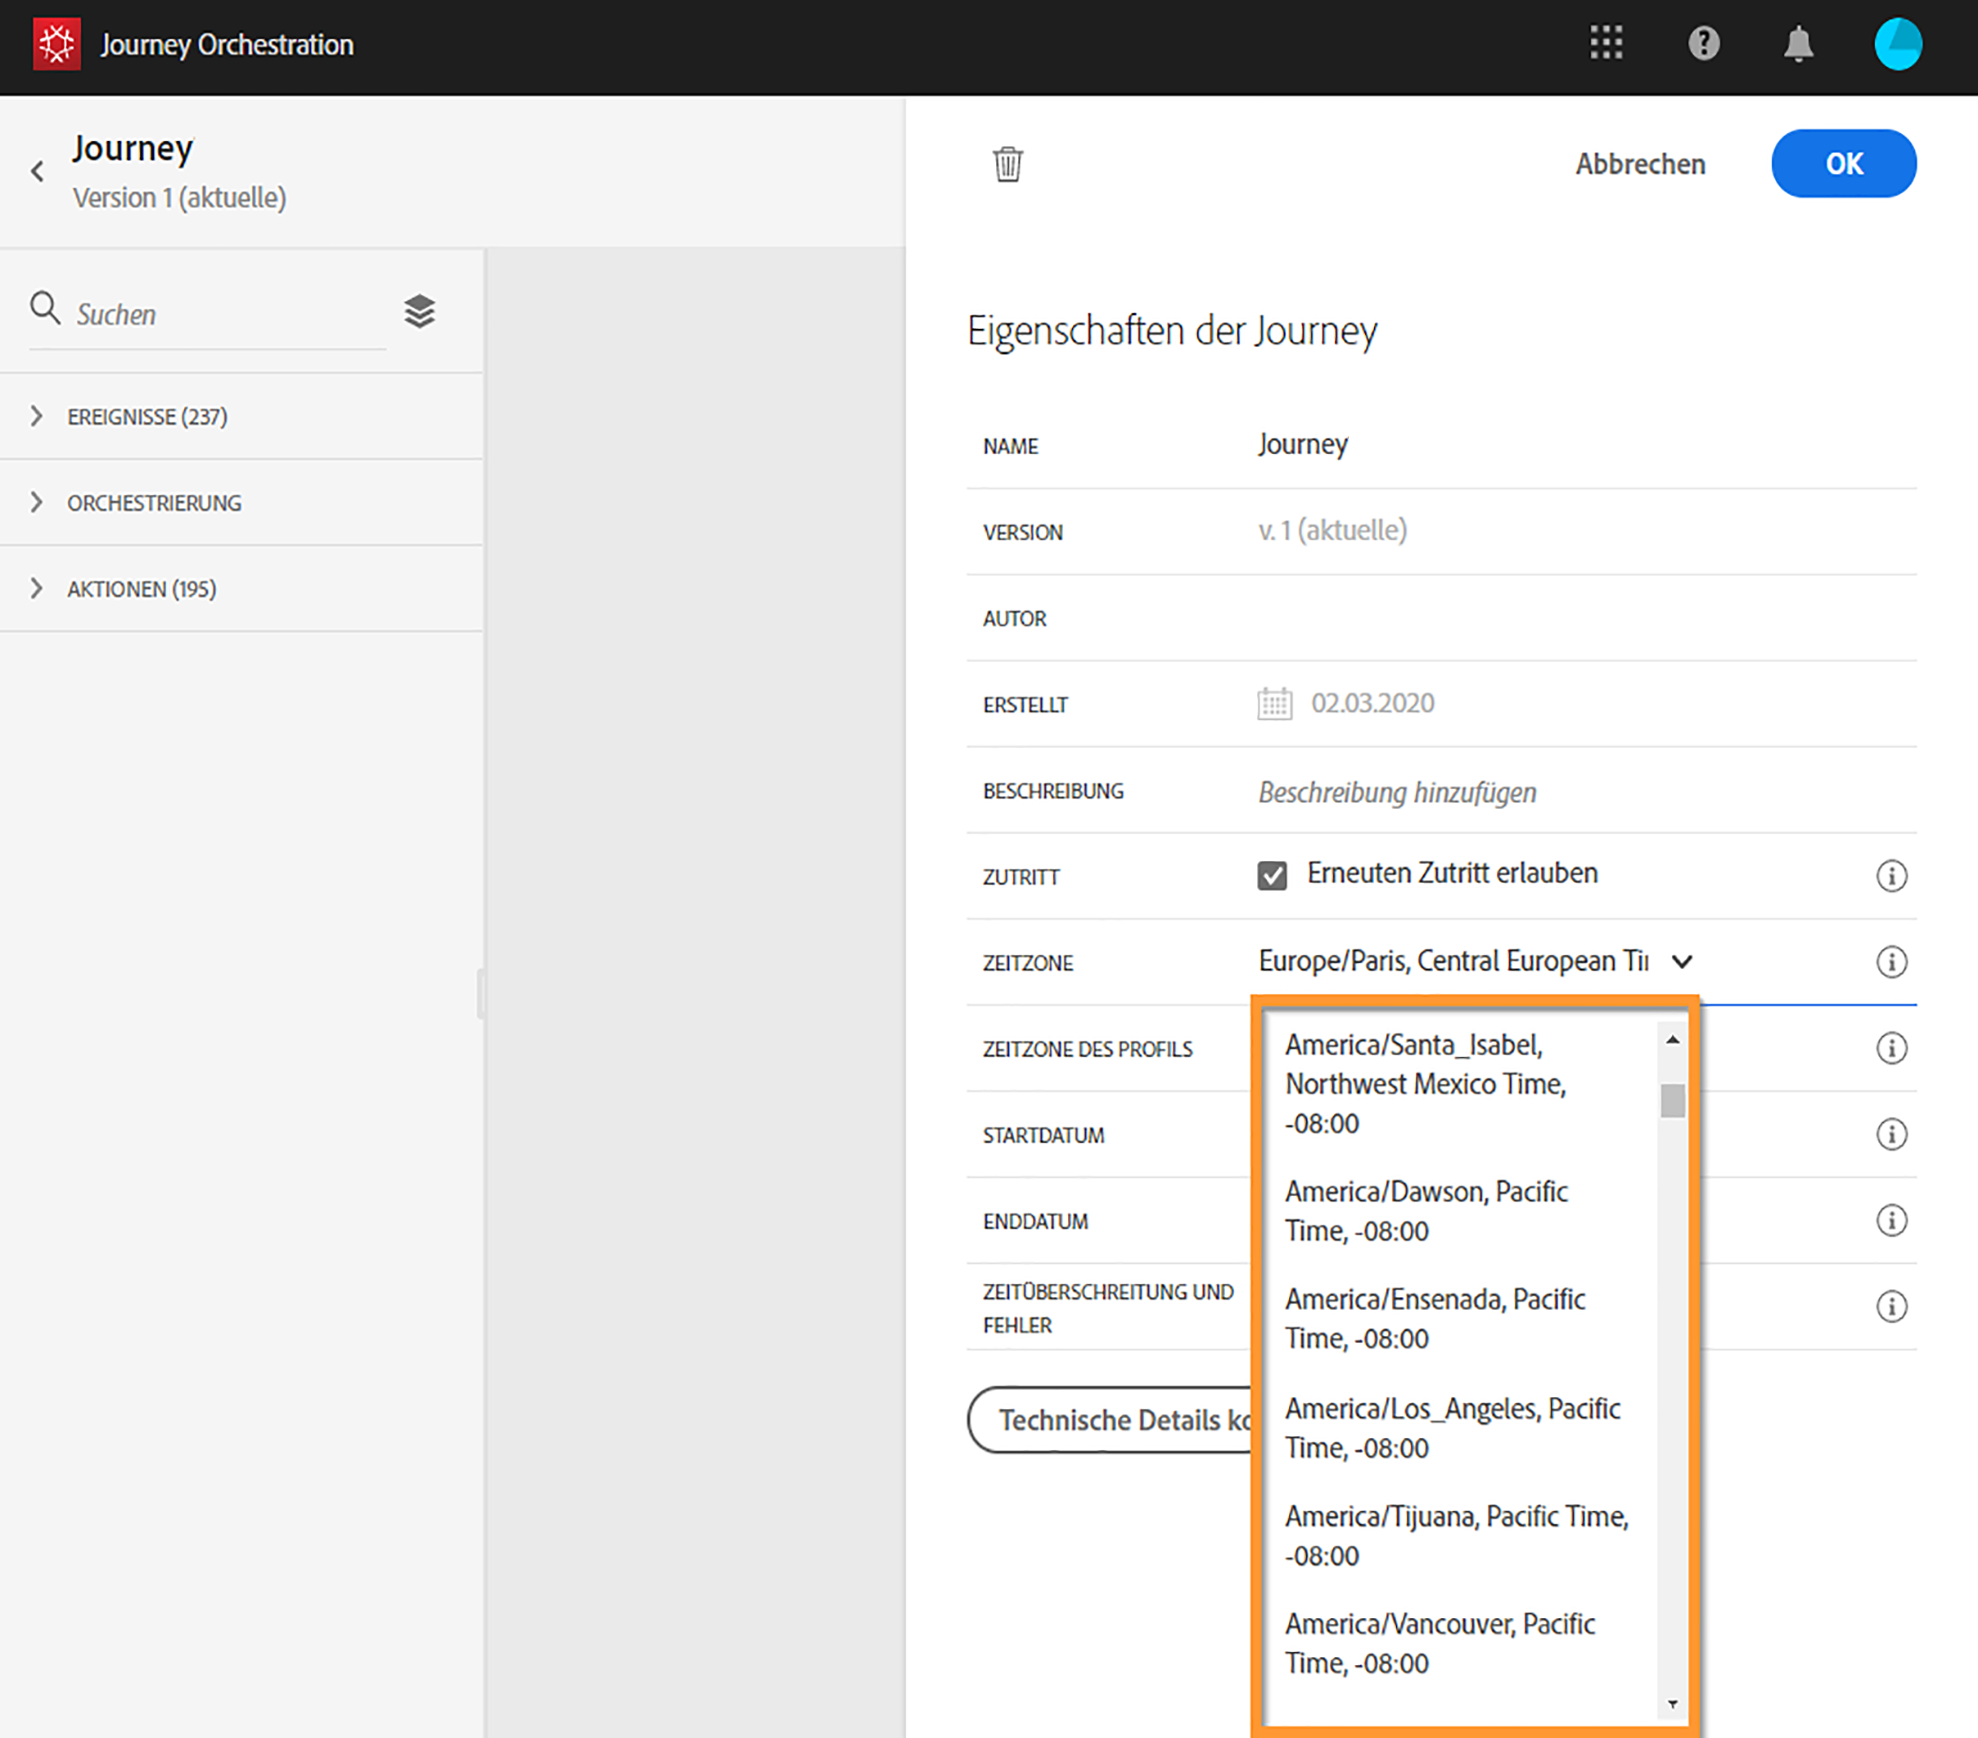 Journey Orchestration
Journey
Version 1 (aktuelle)
Abbrechen
OK
Suchen
EREIGNISSE (237)
ORCHESTRIERUNG
AKTIONEN (195)
Eigenschaften der Journey
NAME
Journey
VERSION
v. 1 (aktuelle)
AUTOR
ERSTELLT
02.03.2020
BESCHREIBUNG
Beschreibung hinzufügen
ZUTRITT
Erneuten Zutritt erlauben
ZEITZONE
Europe/Paris, Central European
ZEITZONE DES PROFILS
STARTDATUM
ENDDATUM
ZEITÜBERSCHREITUNG UND
FEHLER
Technische Details
America/Santa_Isabel,
Northwest Mexico Time,
-08:00
America/Dawson, Pacific
Time, -08:00
America/Ensenada, Pacific
Time, -08:00
America/Los_Angeles, Pacific
Time, -08:00
America/Tijuana, Pacific Time,
-08:00
America/Vancouver, Pacific
Time, -08:00